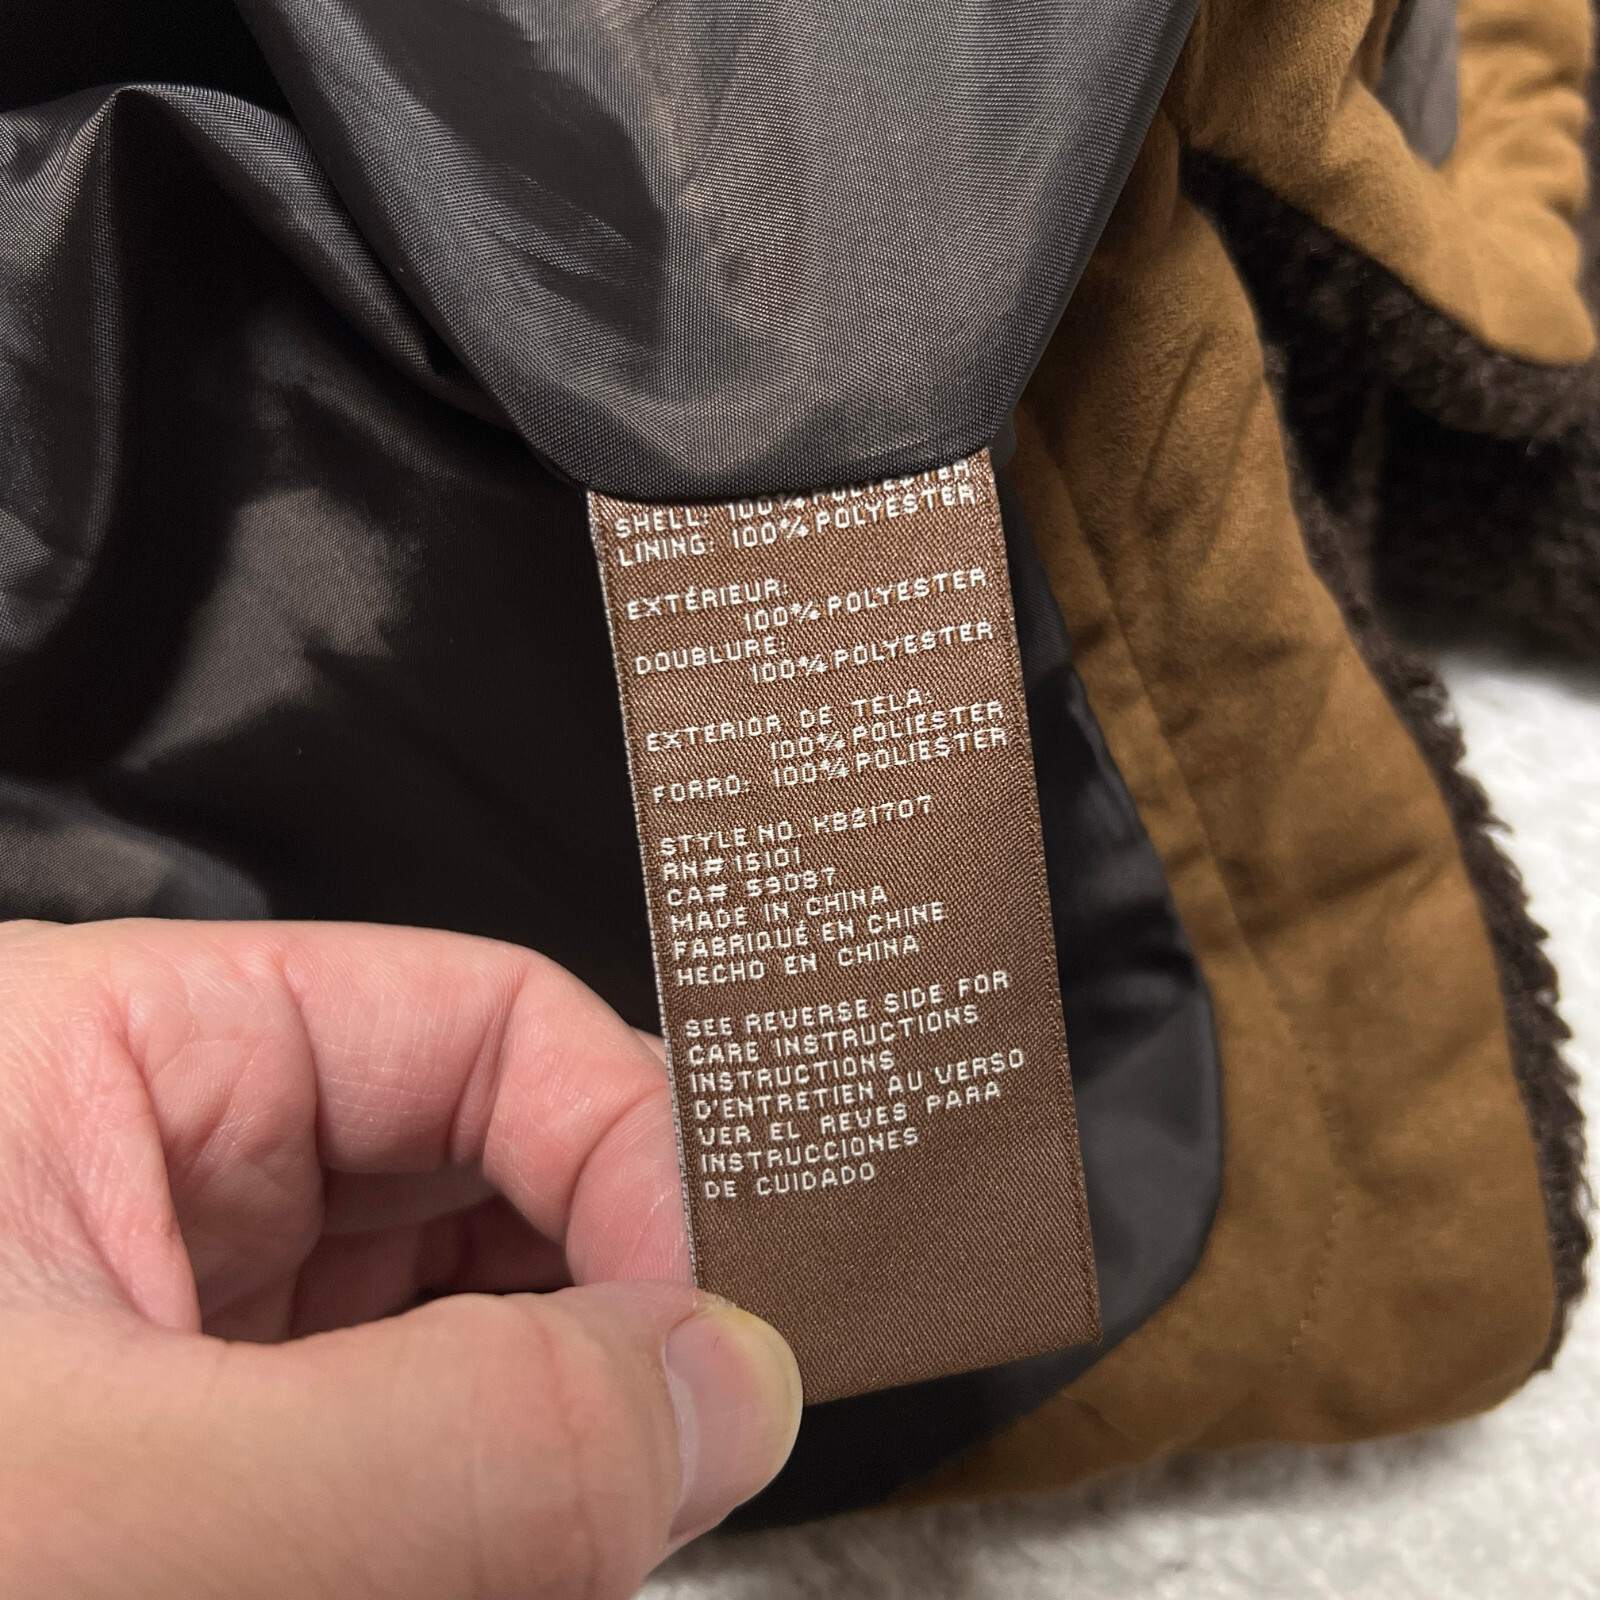 SHELL: 100% POLYESTER
LINING: 100% POLYESTER
EXTÉRIEUR:
100% POLYESTER
DOUBLURE:
100% POLYESTER
EXTERIOR DE TELA:
100% POLIESTER
FORRO: 100% POLIESTER
STYLE NO. KB21707
RN# 15101
CA# 59097
MADE IN CHINA
FABRIQUÉ EN CHINE
HECHO EN CHINA
SEE REVERSE SIDE FOR
CARE INSTRUCTIONS
INSTRUCTIONS
D'ENTRETIEN AU VERSO
VER EL REVES PARA
INSTRUCCIONES
DE CUIDADO